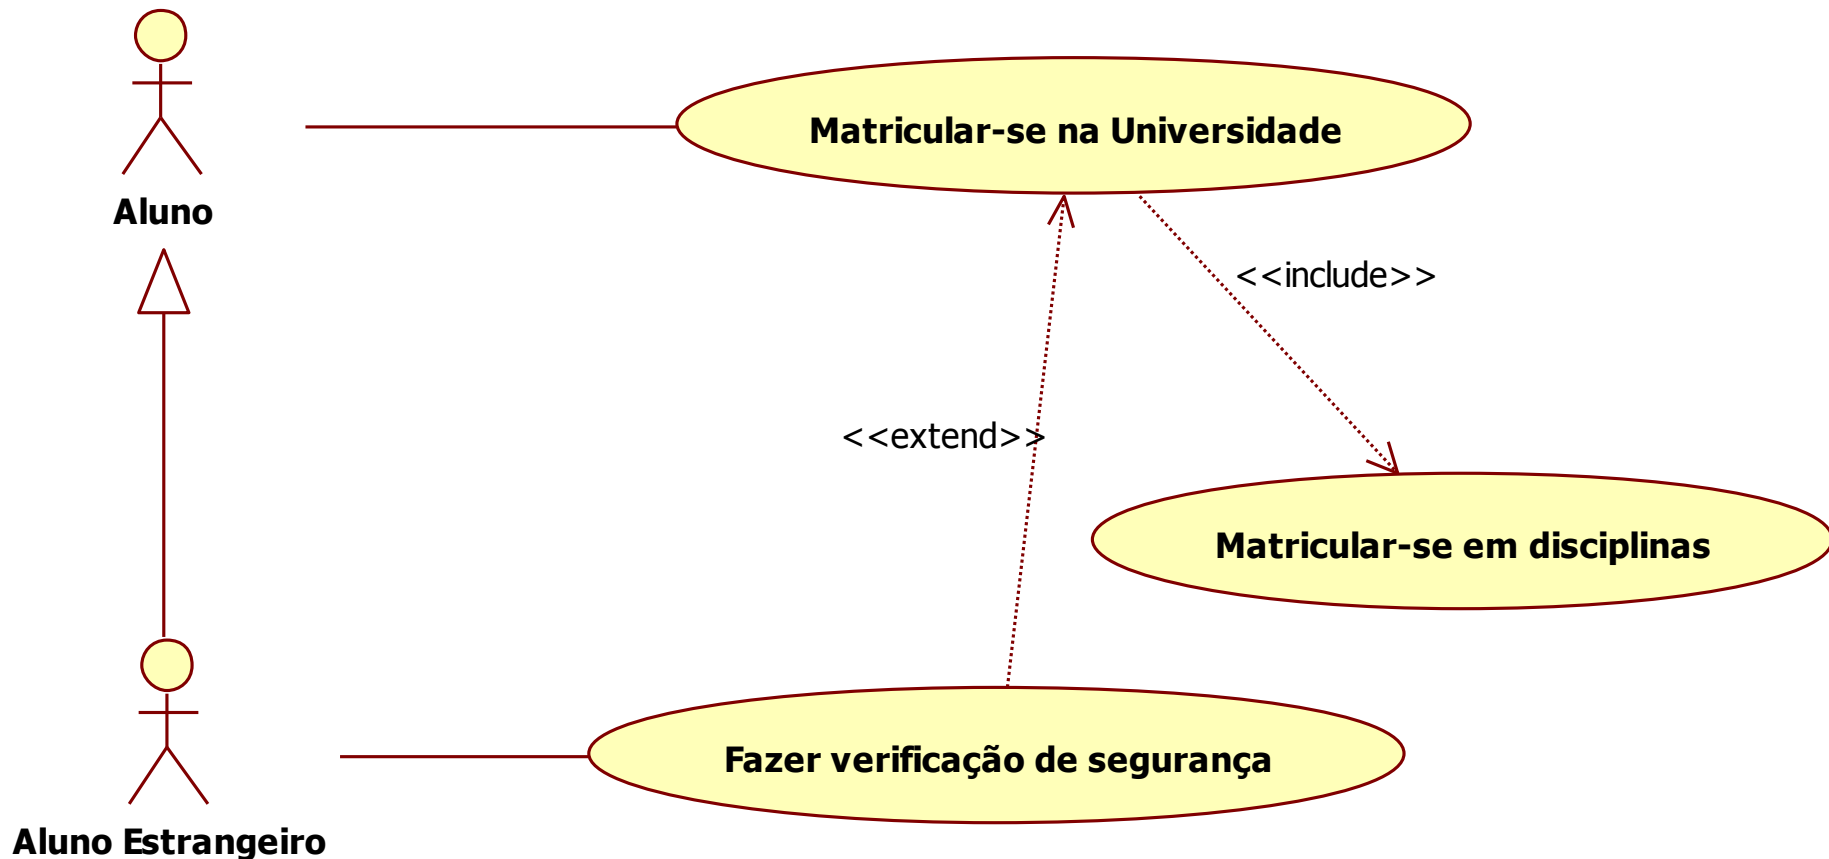 Matricular-se na Universidade
Aluno
<<include>>
<<extend>>
Matricular-se em disciplinas
Fazer verificação de segurança
Aluno Estrangeiro